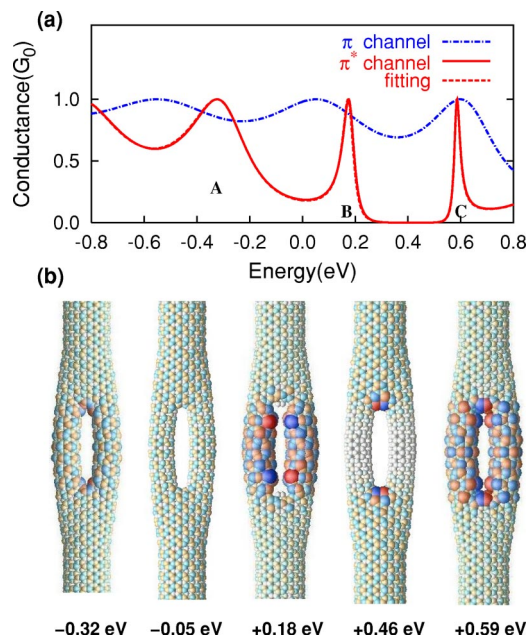 (a)
π channel
π* channel
fitting
Conductance(G0)
1.0
0.5
0.0
A
B
C
-0.8 -0.6 -0.4 -0.2 0.0 0.2 0.4 0.6 0.8
Energy(eV)
(b)
−0.32 eV −0.05 eV +0.18 eV +0.46 eV +0.59 eV